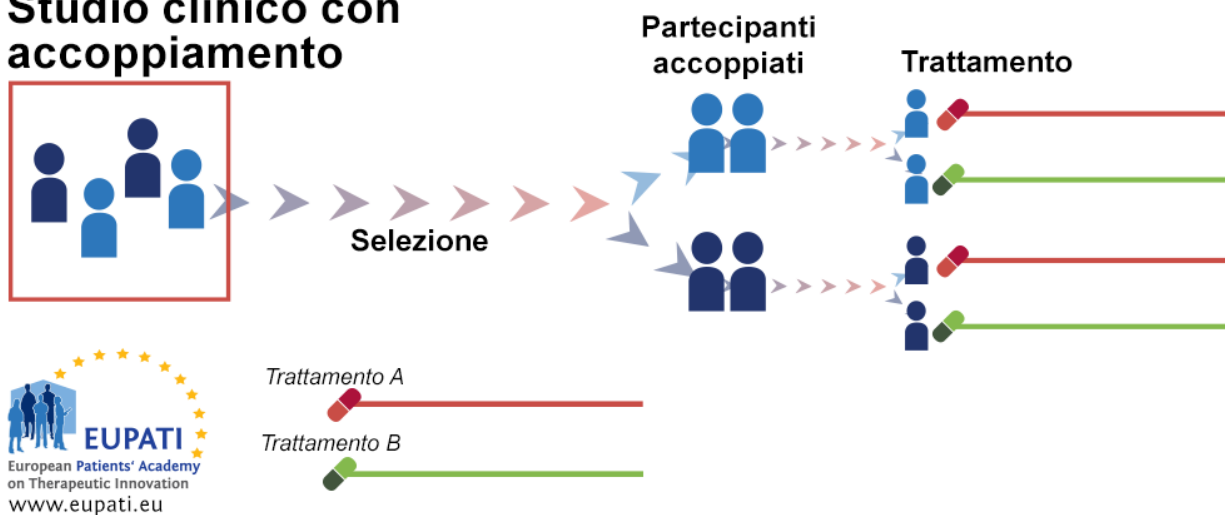 Studio clinico con
accoppiamento
Partecipanti
accoppiati
Trattamento
Selezione
Trattamento A
Trattamento B
EUPATI
European Patients' Academy
on Therapeutic Innovation
www.eupati.eu